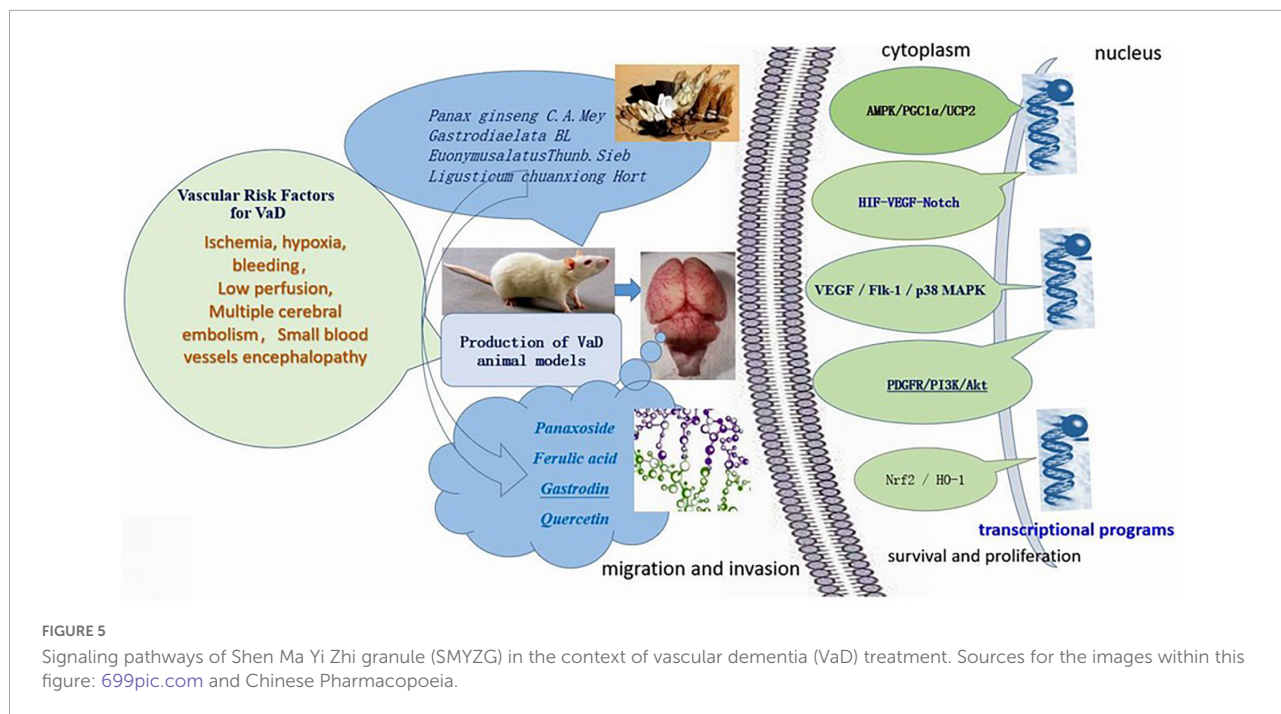 cytoplasm
nucleus
Panax ginseng C.A.Mey
Gastrodiaelata BL
EuonymusalatusThunb.Sieb
Ligusticum chuanxiong Hort
Vascular Risk Factors
for VaD
Ischemia, hypoxia,
bleeding,
Low perfusion,
Multiple cerebral
embolism, Small blood
vessels encephalopathy
Production of VaD
animal models
Panaxoside
Ferulic acid
Gastrodin
Quercetin
migration and invasion
AMPK/PGC1α/UCP2
HIF-VEGF-Notch
VEGF / Flk-1 / p38 MAPK
PDGFR/PI3K/Akt
Nrf2 / HO-1
transcriptional programs
survival and proliferation
FIGURE 5
Signaling pathways of Shen Ma Yi Zhi granule (SMYZG) in the context of vascular dementia (VaD) treatment. Sources for the images within this
figure: 699pic.com and Chinese Pharmacopoeia.